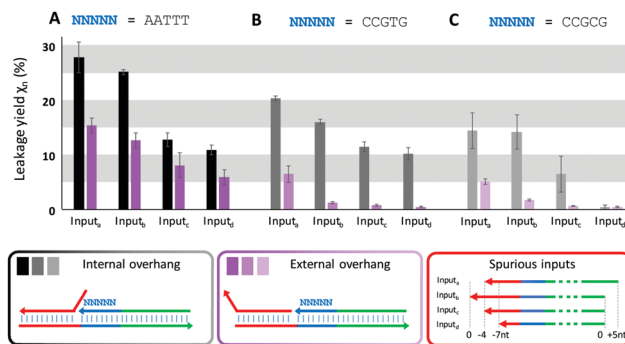 A NNNNN = AATTT
B NNNNN = CCGTG
C NNNNN = CCGCG
Leakage yield χn (%)
30
20
10
0
Inputa Inputb Inputc Inputd
Inputa Inputb Inputc Inputd
Inputa Inputb Inputc Inputd
Internal overhang
NNNNN
External overhang
NNNNN
Spurious inputs
Inputa
Inputb
Inputc
Inputd
0 -4 -7nt 0 +5nt